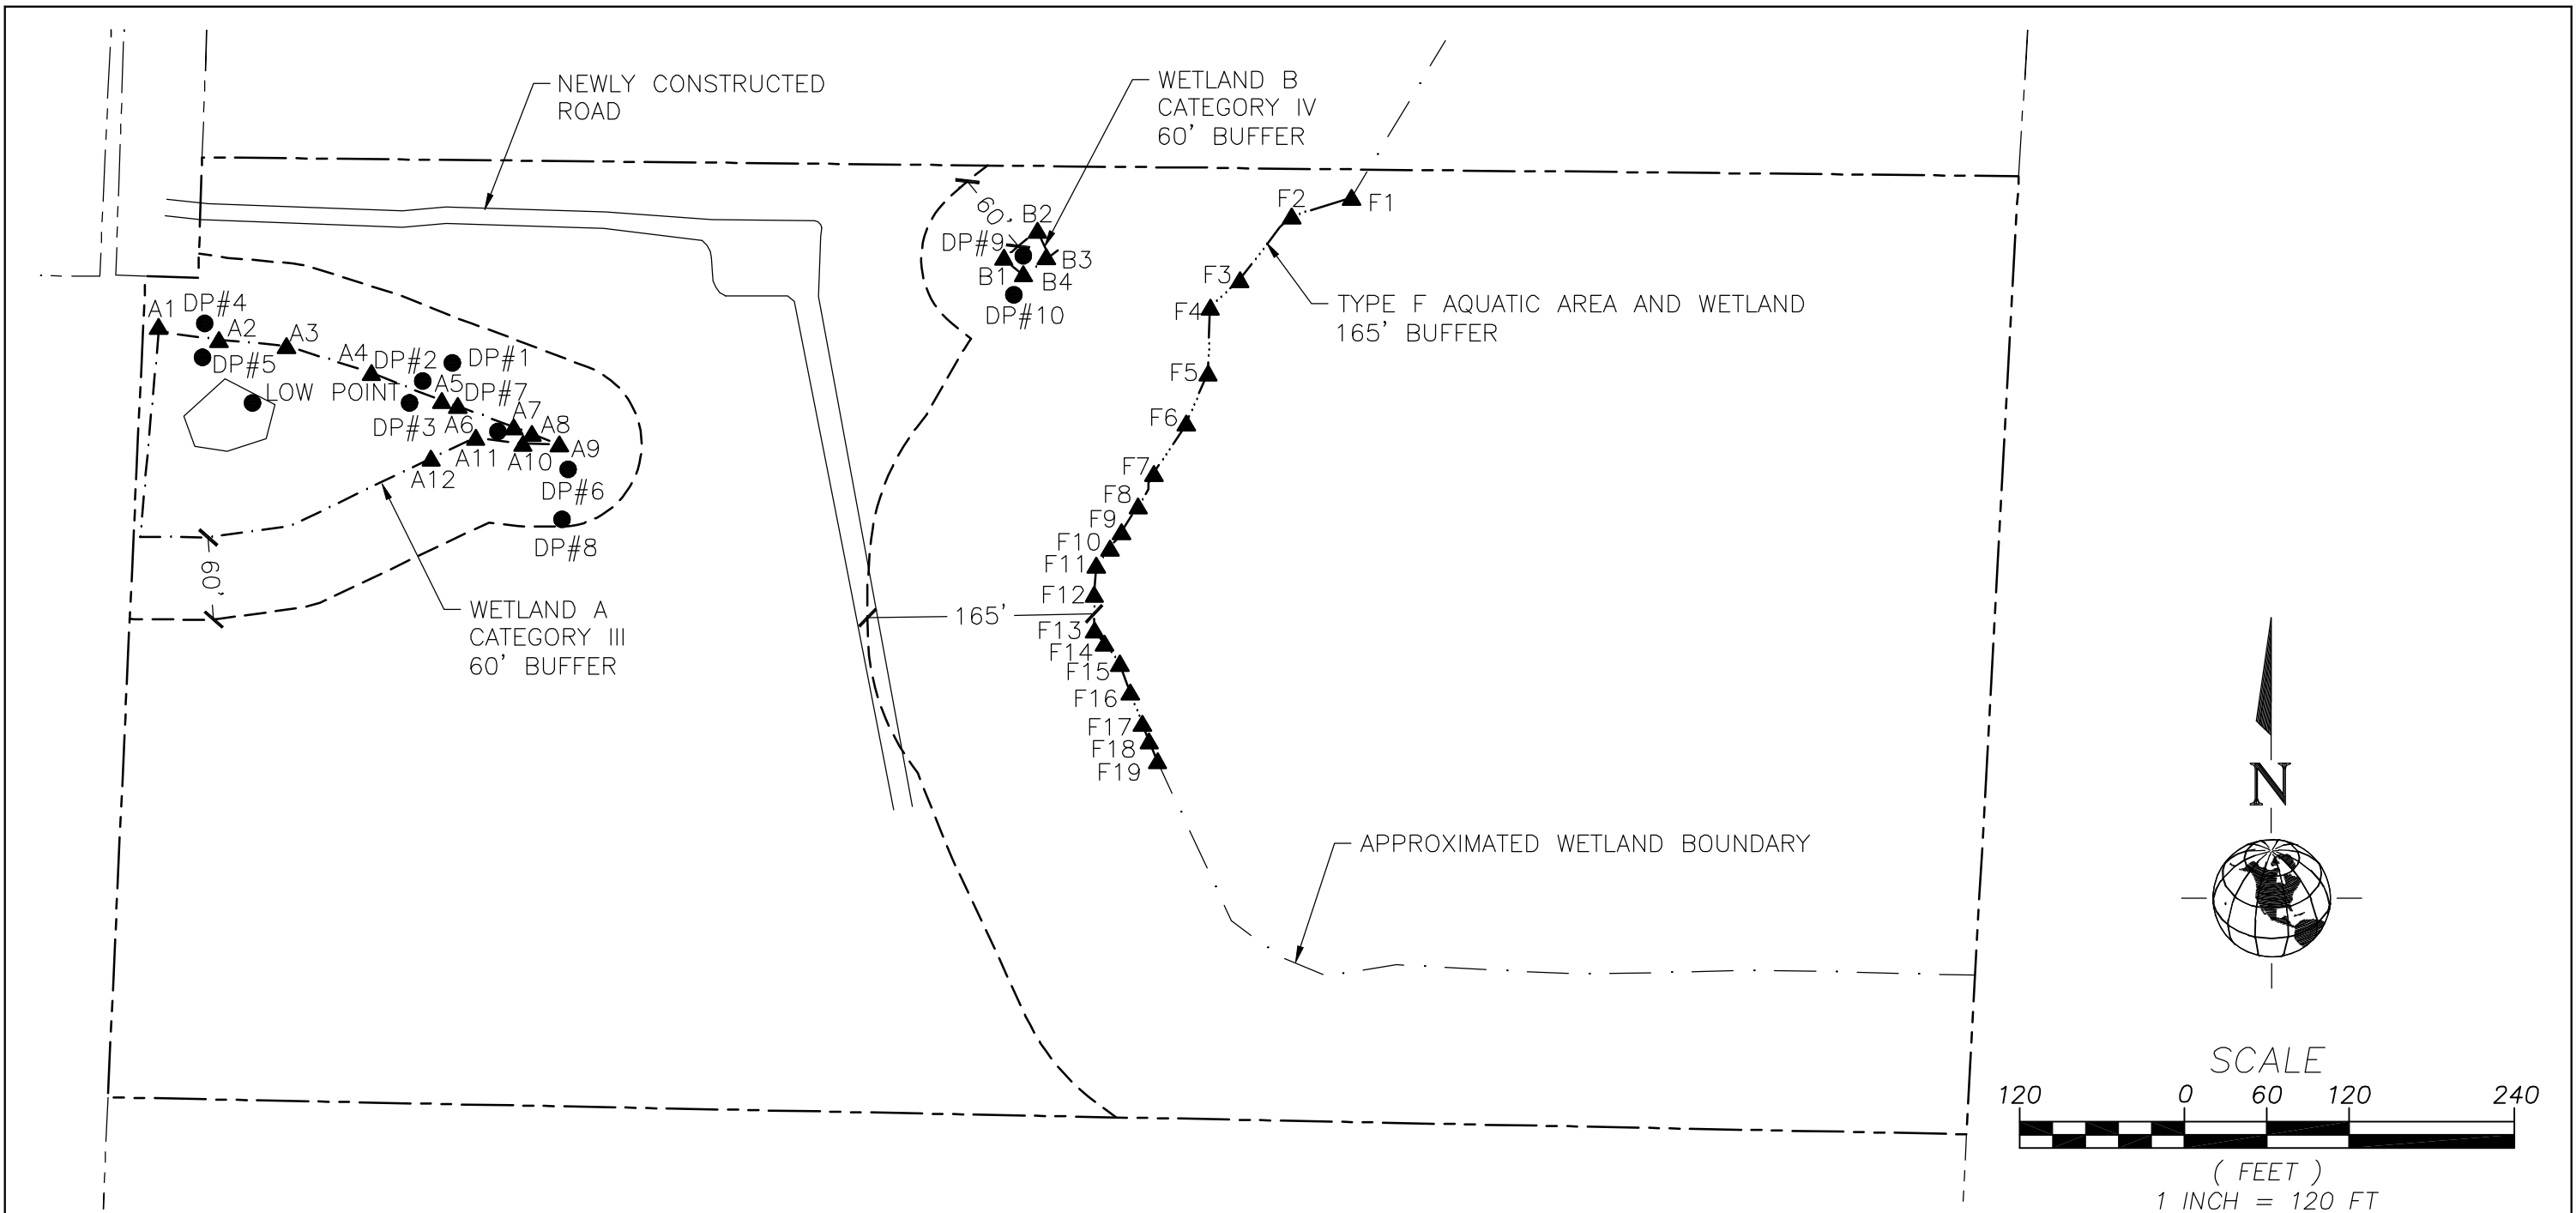 NEWLY CONSTRUCTED
ROAD
WETLAND B
CATEGORY IV
60' BUFFER
60'
B2
DP#9
B1
B3
B4
DP#10
F2
F1
F3
F4
TYPE F AQUATIC AREA AND WETLAND
165' BUFFER
F5
F6
F7
F8
F9
F10
F11
F12
165'
F13
F14
F15
F16
F17
F18
F19
A1
DP#4
A2
A3
DP#5
A4
DP#2
DP#1
LOW POINT
A5
DP#7
DP#3
A6
A7
A8
A9
A11
A10
A12
DP#6
DP#8
60'
WETLAND A
CATEGORY III
60' BUFFER
APPROXIMATED WETLAND BOUNDARY
N
SCALE
120 0 60 120 240
( FEET )
1 INCH = 120 FT